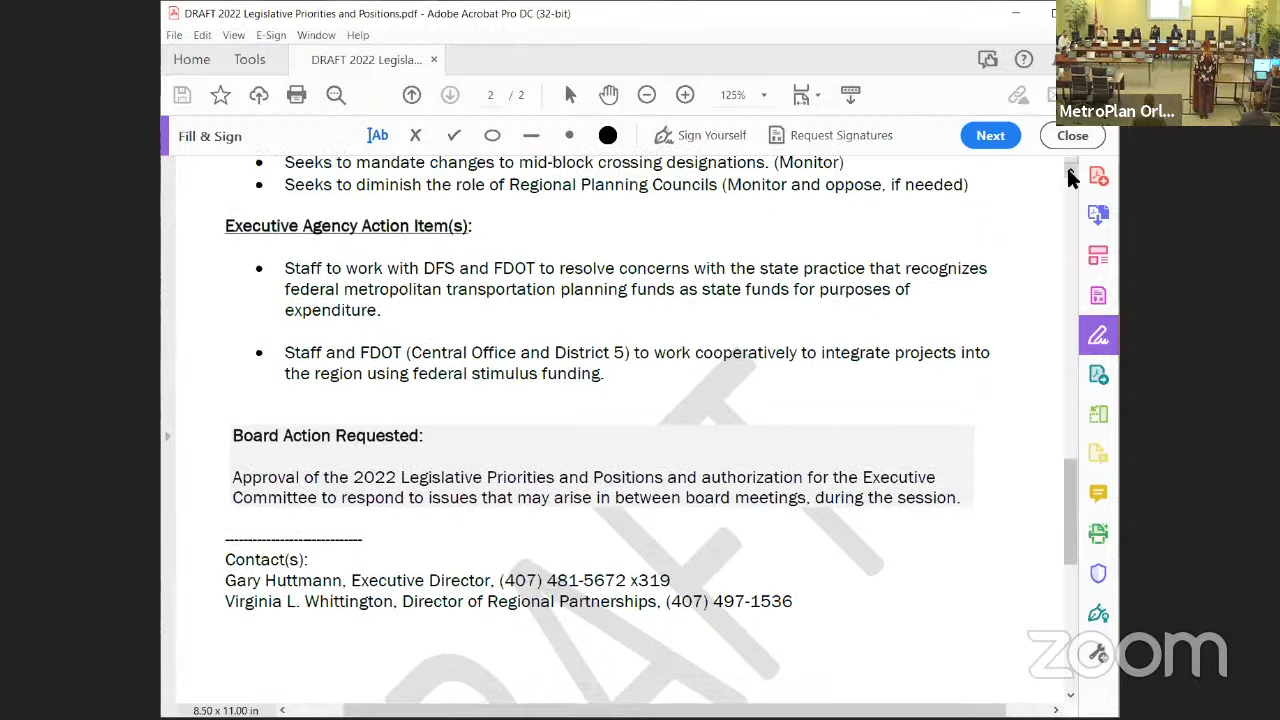 DRAFT 2022 Legislative Priorities and Positions.pdf - Adobe Acrobat Pro DC (32-bit)
File Edit View E-Sign Window Help
Home Tools DRAFT 2022 Legisla... ×
2 / 2 125%
MetroPlan Orl...
Fill & Sign Ab Sign Yourself Request Signatures Next Close
• Seeks to mandate changes to mid-block crossing designations. (Monitor)
• Seeks to diminish the role of Regional Planning Councils (Monitor and oppose, if needed)
Executive Agency Action Item(s):
• Staff to work with DFS and FDOT to resolve concerns with the state practice that recognizes
federal metropolitan transportation planning funds as state funds for purposes of
expenditure.
• Staff and FDOT (Central Office and District 5) to work cooperatively to integrate projects into
the region using federal stimulus funding.
Board Action Requested:
Approval of the 2022 Legislative Priorities and Positions and authorization for the Executive
Committee to respond to issues that may arise in between board meetings, during the session.
------------------------------
Contact(s):
Gary Huttmann, Executive Director, (407) 481-5672 x319
Virginia L. Whittington, Director of Regional Partnerships, (407) 497-1536
DRAFT
zoom
8.50 x 11.00 in